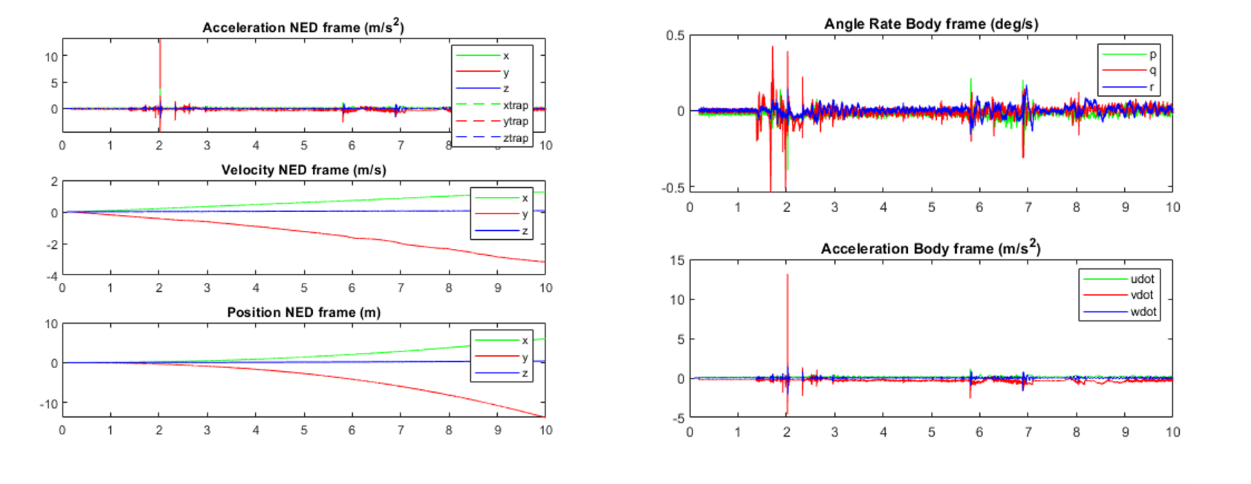 Acceleration NED frame (m/s²)
10
5
0
x
y
z
xtrap
ytrap
ztrap
0 1 2 3 4 5 6 7 8 9 10
Velocity NED frame (m/s)
2
0
-2
-4
x
y
z
0 1 2 3 4 5 6 7 8 9 10
Position NED frame (m)
10
0
-10
x
y
z
0 1 2 3 4 5 6 7 8 9 10
Angle Rate Body frame (deg/s)
0.5
0
-0.5
p
q
r
0 1 2 3 4 5 6 7 8 9 10
Acceleration Body frame (m/s²)
15
10
5
0
-5
udot
vdot
wdot
0 1 2 3 4 5 6 7 8 9 10